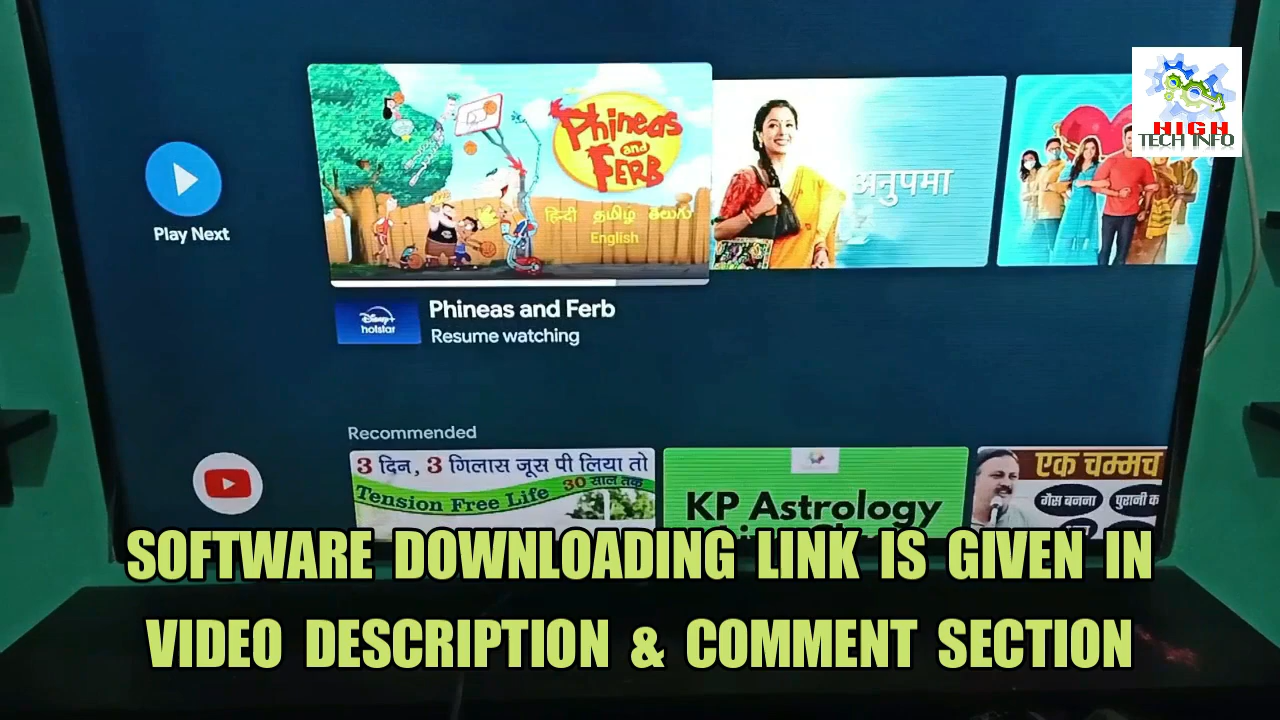 HIGH
TECH INFO
Phineas
and
FERB
हिन्दी தமிழ் తెలుగు
English
अनुपमा
Play Next
Disney+
hotstar
Phineas and Ferb
Resume watching
Recommended
3 दिन, 3 गिलास जूस पी लिया तो
Tension Free Life 30 साल तक
KP Astrology
एक चम्मच
गैस बनना पुरानी क
SOFTWARE DOWNLOADING LINK IS GIVEN IN
VIDEO DESCRIPTION & COMMENT SECTION